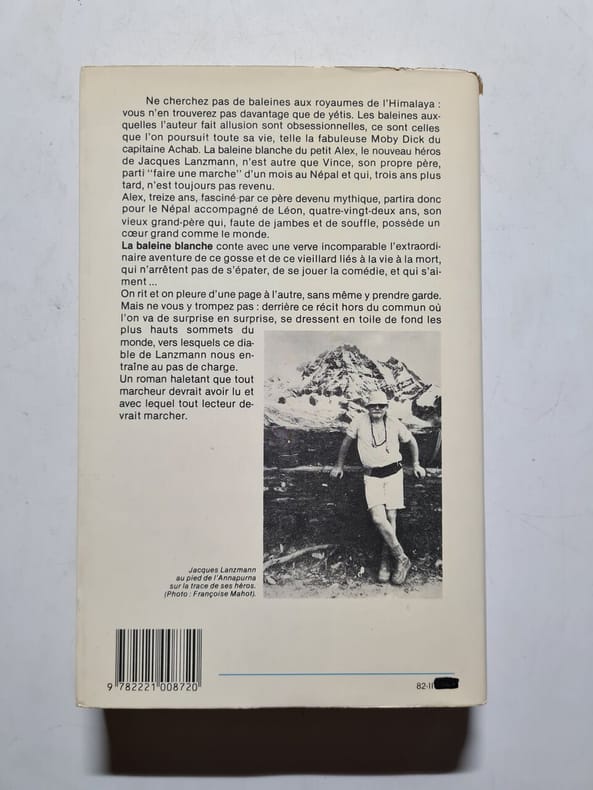 Ne cherchez pas de baleines aux royaumes de l'Himalaya :
vous n'en trouverez pas davantage que de yétis. Les baleines aux-
quelles l'auteur fait allusion sont obsessionnelles, ce sont celles
que l'on poursuit toute sa vie, telle la fabuleuse Moby Dick du
capitaine Achab. La baleine blanche du petit Alex, le nouveau héros
de Jacques Lanzmann, n'est autre que Vince, son propre père,
parti "faire une marche" d'un mois au Népal et qui, trois ans plus
tard, n'est toujours pas revenu.
Alex, treize ans, fasciné par ce père devenu mythique, partira donc
pour le Népal accompagné de Léon, quatre-vingt-deux ans, son
vieux grand-père qui, faute de jambes et de souffle, possède un
cœur grand comme le monde.
La baleine blanche conte avec une verve incomparable l'extraordi-
naire aventure de ce gosse et de ce vieillard liés à la vie à la mort,
qui n'arrêtent pas de s'épater, de se jouer la comédie, et qui s'ai-
ment ...
On rit et on pleure d'une page à l'autre, sans même y prendre garde.
Mais ne vous y trompez pas : derrière ce récit hors du commun où
l'on va de surprise en surprise, se dressent en toile de fond les
plus hauts sommets du
monde, vers lesquels ce dia-
ble de Lanzmann nous en-
traîne au pas de charge.
Un roman haletant que tout
marcheur devrait avoir lu et
avec lequel tout lecteur de-
vrait marcher.
Jacques Lanzmann
au pied de l'Annapurna
sur la trace de ses héros.
(Photo : Françoise Mahot).
9 782221 008720
82-II